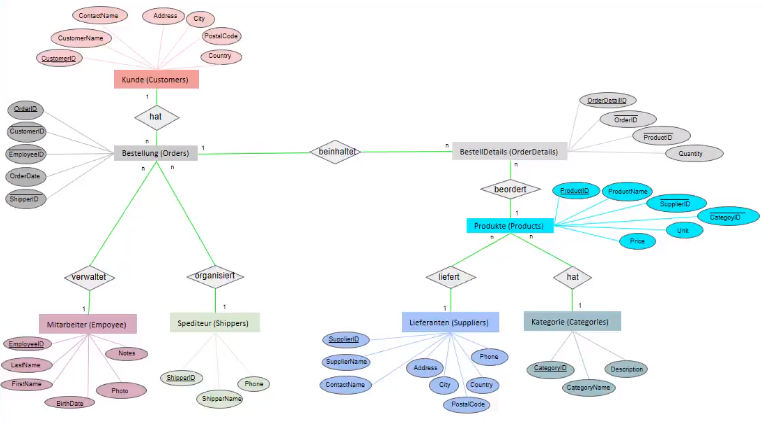 ContactName
Address
City
CustomerName
PostalCode
CustomerID
Country
Kunde (Customers)
1
hat
n
OrderID
CustomerID
EmployeeID
OrderDate
ShipperID
Bestellung (Orders)
1
beinhaltet
n
BestellDetails (OrderDetails)
OrderDetailID
OrderID
ProductID
Quantity
n
n
n
beordert
1
Produkte (Products)
ProductID
ProductName
SupplierID
CategoyID
Unit
Price
n
n
verwaltet
organisiert
liefert
hat
1
1
1
1
Mitarbeiter (Empoyee)
Spediteur (Shippers)
Lieferanten (Suppliers)
Kategorie (Categories)
EmployeeID
LastName
FirstName
BirthDate
Photo
Notes
ShipperID
ShipperName
Phone
SupplierID
SupplierName
ContactName
Address
City
PostalCode
Country
Phone
CategoryID
CategoryName
Description